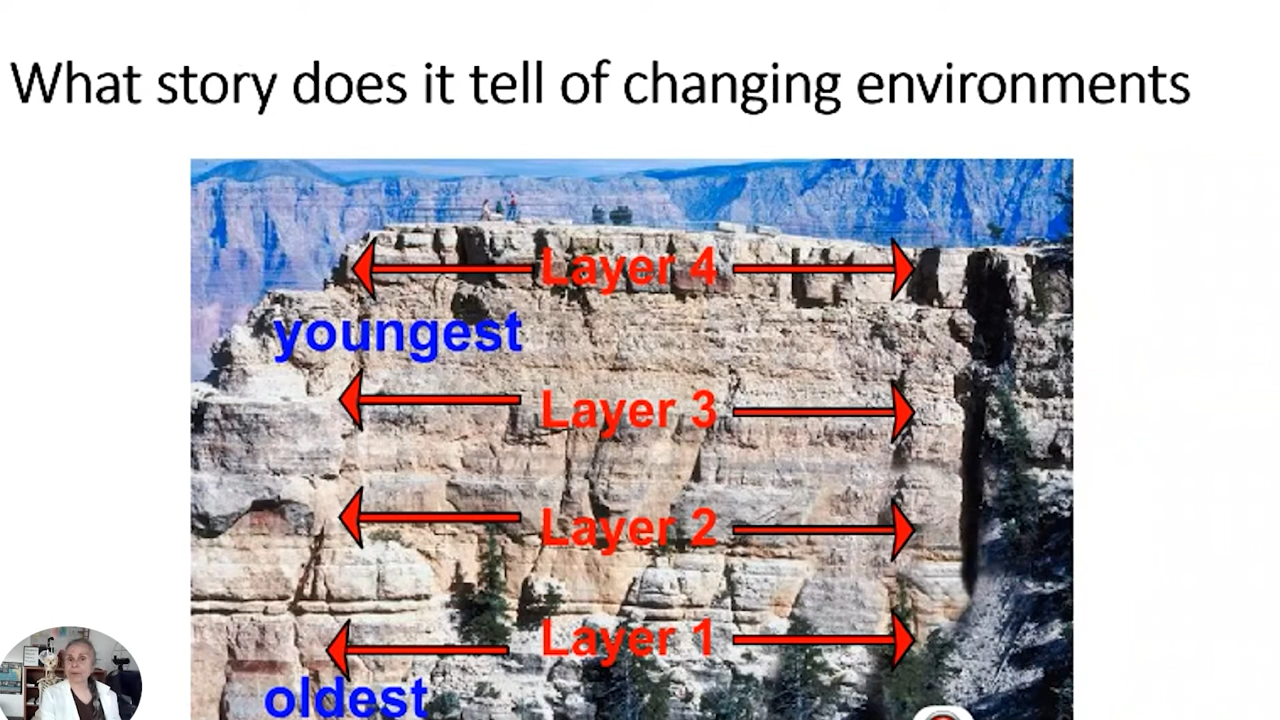 What story does it tell of changing environments
Layer 4
youngest
Layer 3
Layer 2
Layer 1
oldest